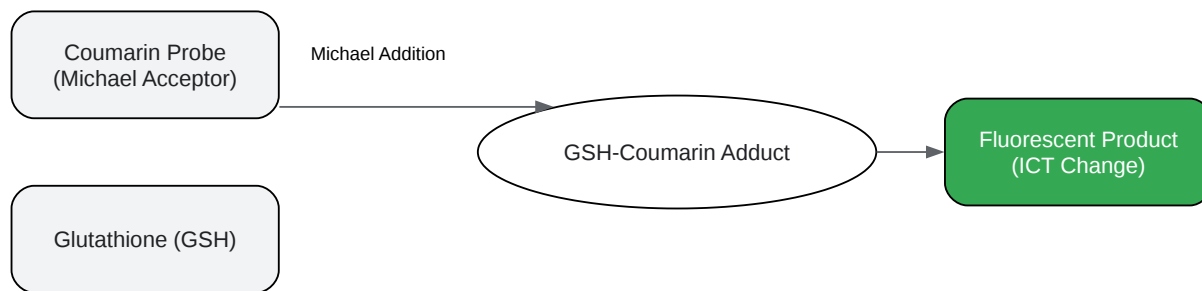 Coumarin Probe
(Michael Acceptor)
Michael Addition
GSH-Coumarin Adduct
Fluorescent Product
(ICT Change)
Glutathione (GSH)